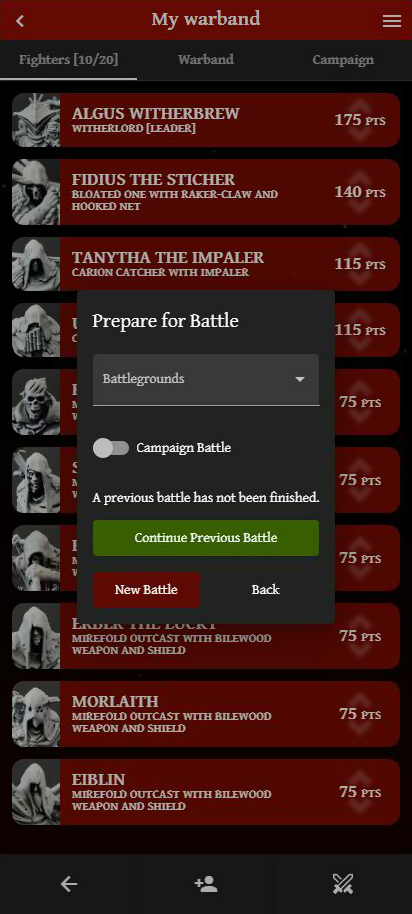 My warband
Fighters [10/20]
Warband
Campaign
ALGUS WITHERBREW
WITHERLORD [LEADER]
175 PTS
FIDIUS THE STICHER
BLOATED ONE WITH RAKER-CLAW AND
HOOKED NET
140 PTS
TANYTHA THE IMPALER
CARION CATCHER WITH IMPALER
115 PTS
115 PTS
75 PTS
75 PTS
75 PTS
Prepare for Battle
Battlegrounds
Campaign Battle
A previous battle has not been finished.
Continue Previous Battle
New Battle
Back
ERBER THE LUCKY
MIREFOLD OUTCAST WITH BILEWOOD
WEAPON AND SHIELD
75 PTS
MORLAITH
MIREFOLD OUTCAST WITH BILEWOOD
WEAPON AND SHIELD
75 PTS
EIBLIN
MIREFOLD OUTCAST WITH BILEWOOD
WEAPON AND SHIELD
75 PTS